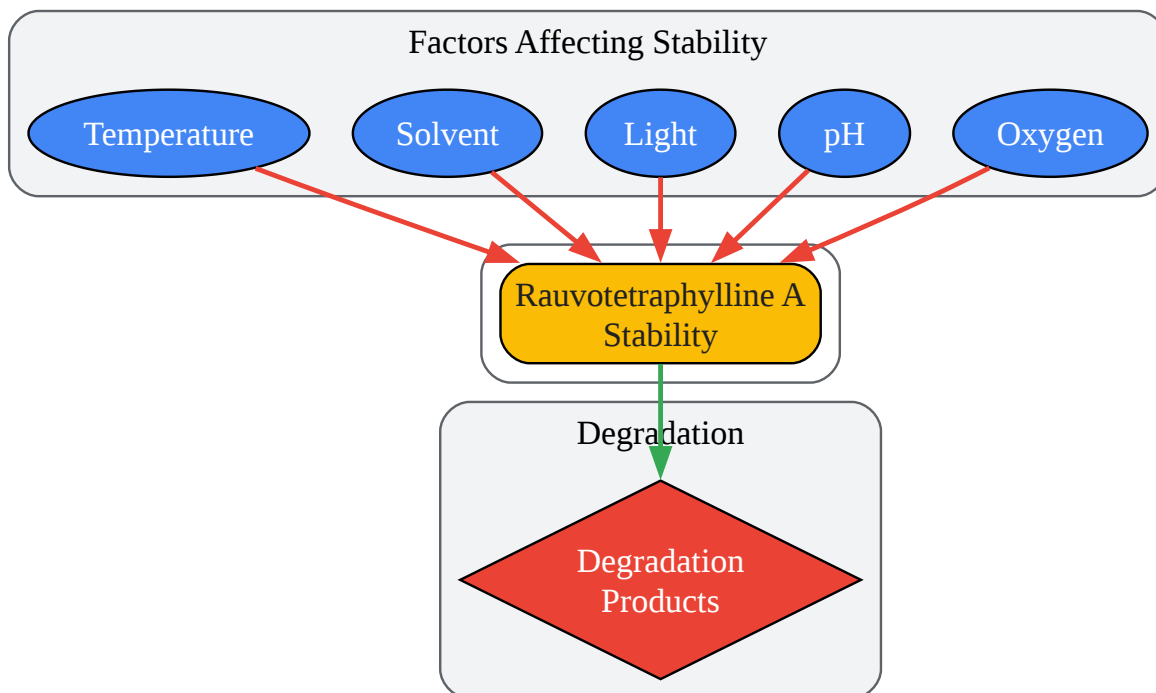 Factors Affecting Stability
Temperature
Solvent
Light
pH
Oxygen
Rauvotetraphylline A
Stability
Degradation
Degradation
Products